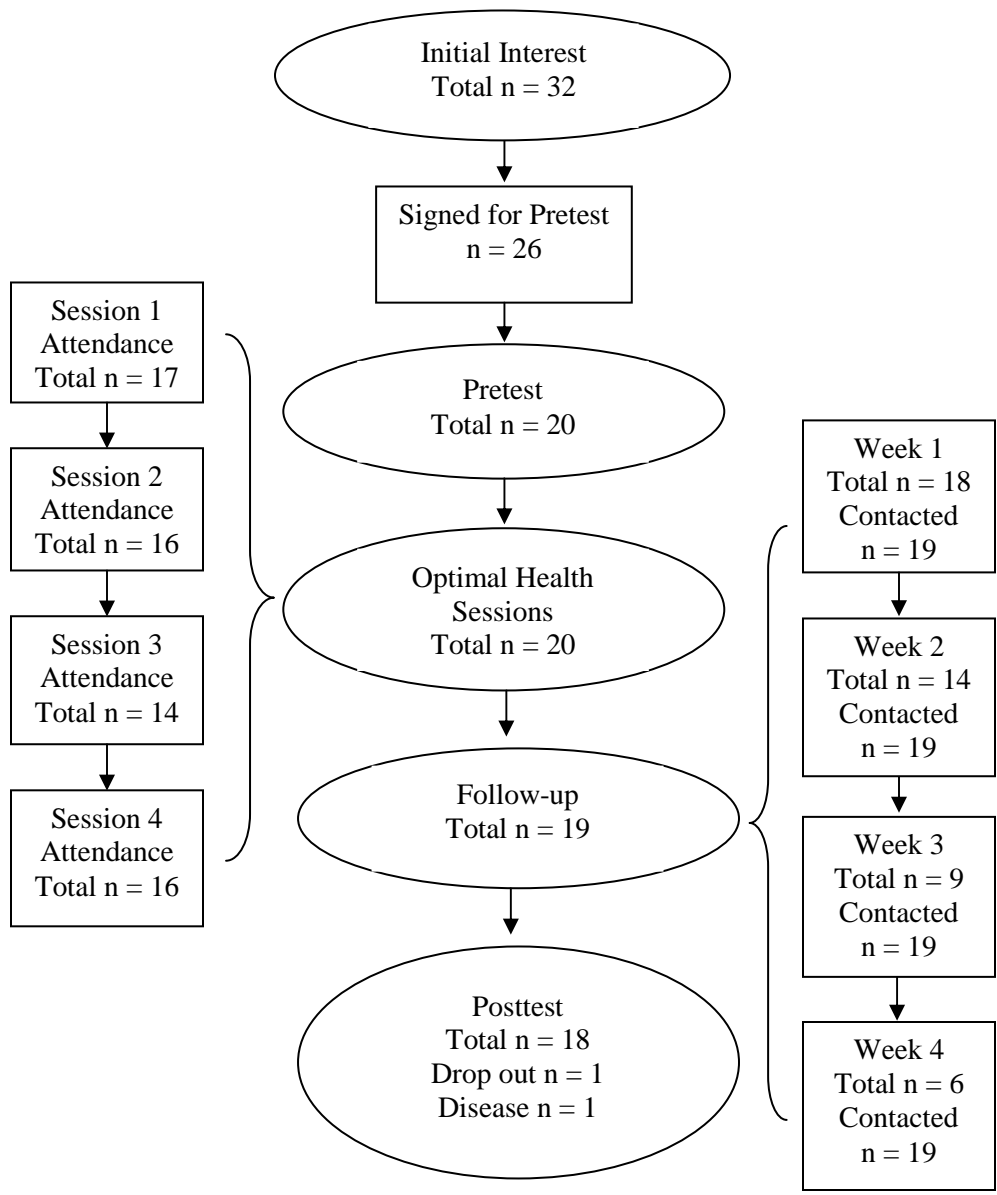 Initial Interest
Total n = 32
Signed for Pretest
n = 26
Pretest
Total n = 20
Optimal Health
Sessions
Total n = 20
Follow-up
Total n = 19
Posttest
Total n = 18
Drop out n = 1
Disease n = 1
Session 1
Attendance
Total n = 17
Session 2
Attendance
Total n = 16
Session 3
Attendance
Total n = 14
Session 4
Attendance
Total n = 16
Week 1
Total n = 18
Contacted
n = 19
Week 2
Total n = 14
Contacted
n = 19
Week 3
Total n = 9
Contacted
n = 19
Week 4
Total n = 6
Contacted
n = 19